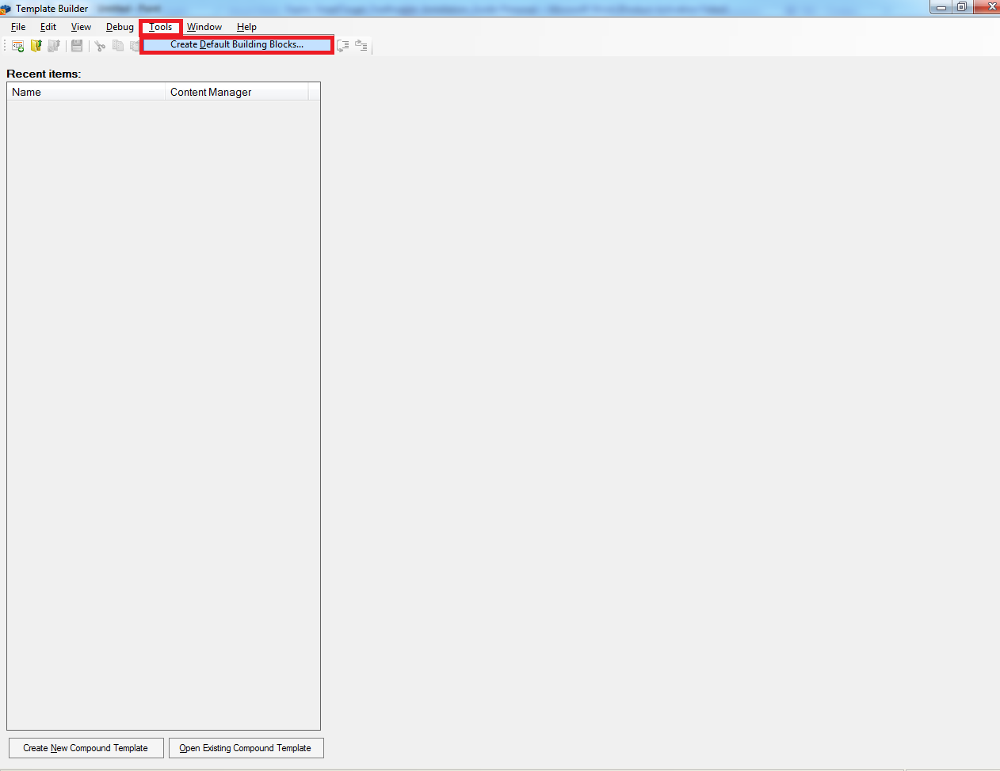 Template Builder
File Edit View Debug Tools Window Help
Create Default Building Blocks...
Recent items:
Name Content Manager
Create New Compound Template Open Existing Compound Template